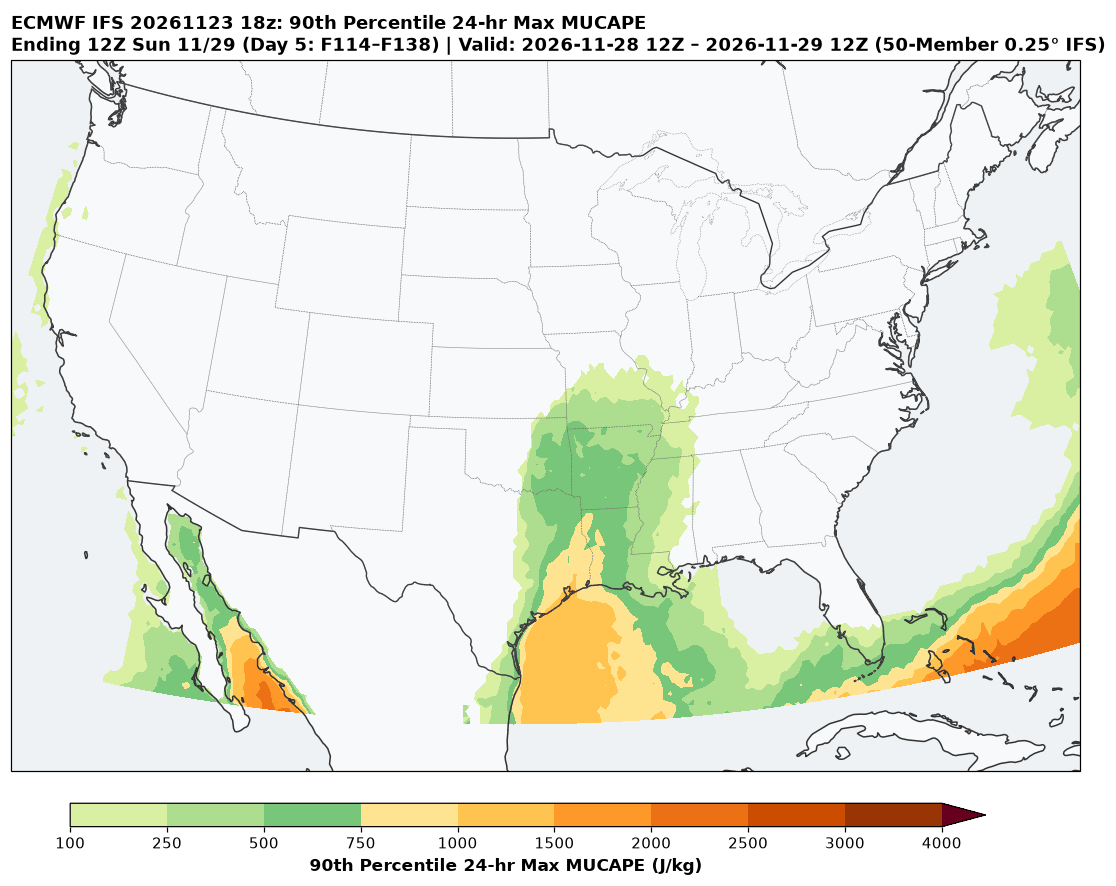 ECMWF IFS 20261123 18z: 90th Percentile 24-hr Max MUCAPE
Ending 12Z Sun 11/29 (Day 5: F114–F138) | Valid: 2026-11-28 12Z – 2026-11-29 12Z (50-Member 0.25° IFS)
100 250 500 750 1000 1500 2000 2500 3000 4000
90th Percentile 24-hr Max MUCAPE (J/kg)